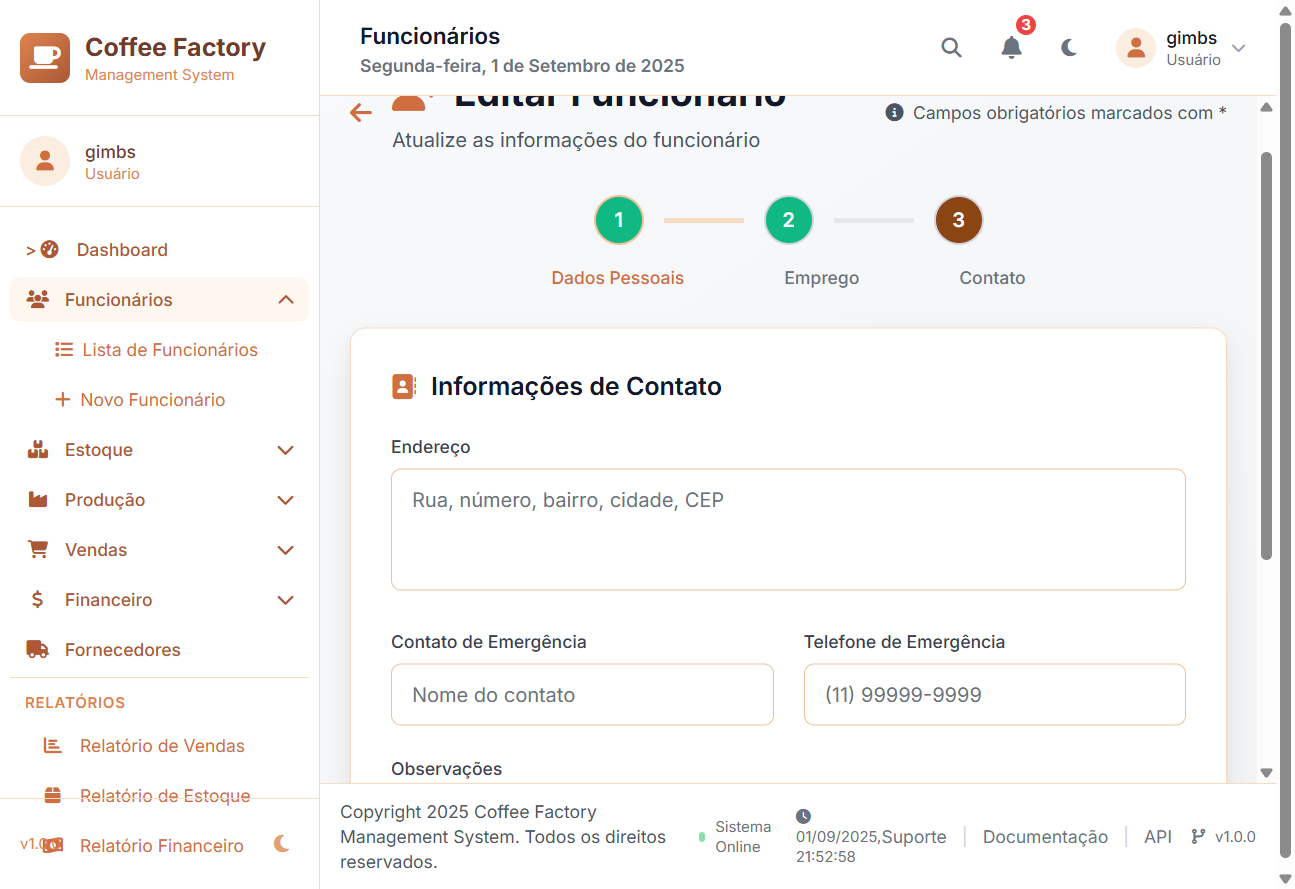 Coffee Factory
Management System
gimbs
Usuário
> Dashboard
Funcionários
Lista de Funcionários
Novo Funcionário
Estoque
Produção
Vendas
Financeiro
Fornecedores
RELATÓRIOS
Relatório de Vendas
Relatório de Estoque
Relatório Financeiro
Funcionários
Segunda-feira, 1 de Setembro de 2025
3
gimbs
Usuário
Editar Funcionário
Atualize as informações do funcionário
Campos obrigatórios marcados com *
1
2
3
Dados Pessoais
Emprego
Contato
Informações de Contato
Endereço
Rua, número, bairro, cidade, CEP
Contato de Emergência
Telefone de Emergência
Nome do contato
(11) 99999-9999
Observações
Copyright 2025 Coffee Factory
Management System. Todos os direitos
reservados.
Sistema
Online
01/09/2025,
21:52:58
Suporte
Documentação
API
v1.0.0